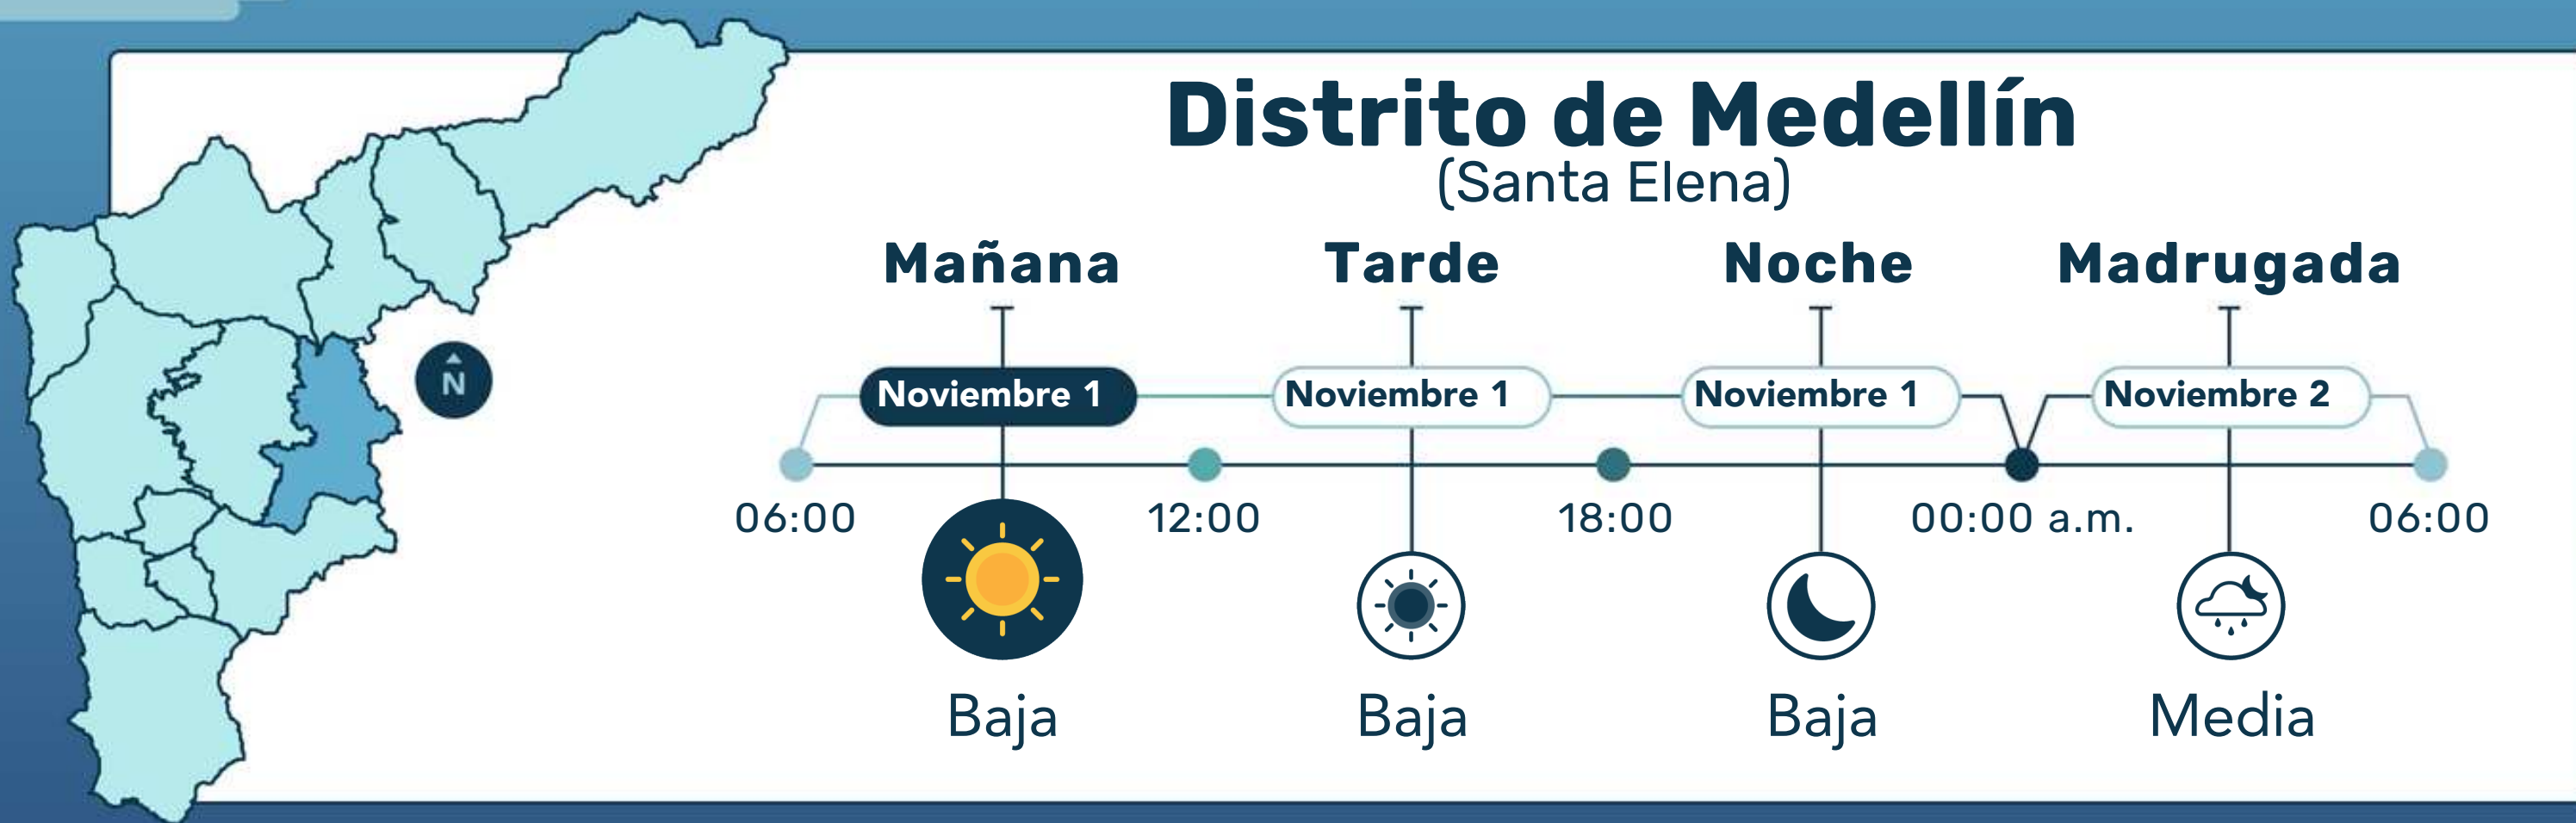 Distrito de Medellín
(Santa Elena)
Mañana Tarde Noche Madrugada
N
Noviembre 1 Noviembre 1 Noviembre 1 Noviembre 2
06:00 12:00 18:00 00:00 a.m. 06:00
Baja Baja Baja Media